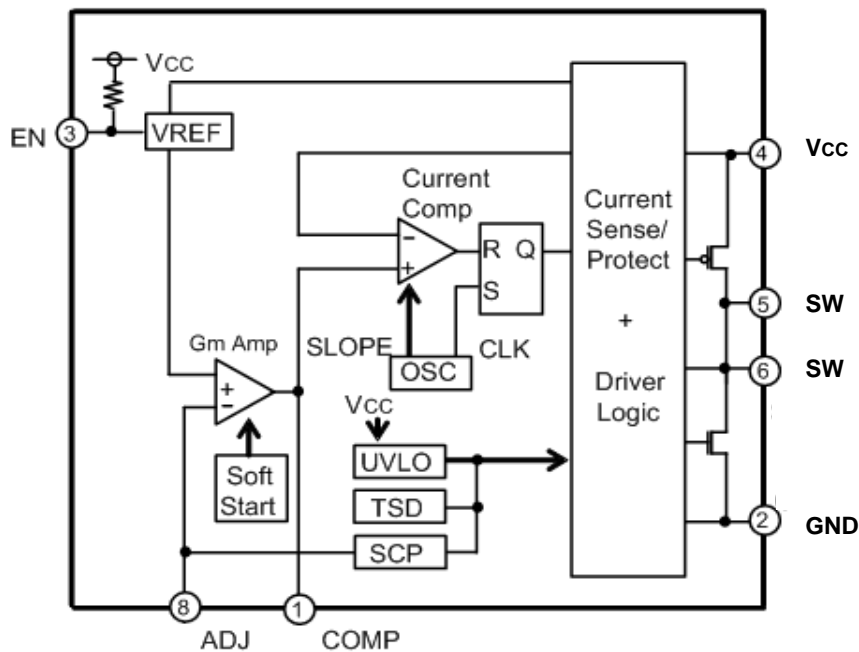 VCC
EN
3
VREF
4
VCC
Current
Comp
Current
Sense/
Protect
+
Driver
Logic
−
+
R
Q
S
5
SW
Gm Amp
SLOPE
OSC
CLK
6
SW
+
−
VCC
Soft
Start
UVLO
TSD
SCP
2
GND
8
ADJ
1
COMP